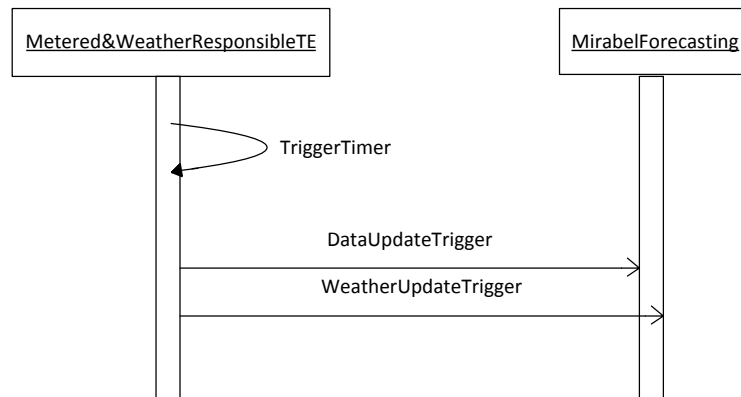 Metered&WeatherResponsibleTE
MirabelForecasting
TriggerTimer
DataUpdateTrigger
WeatherUpdateTrigger